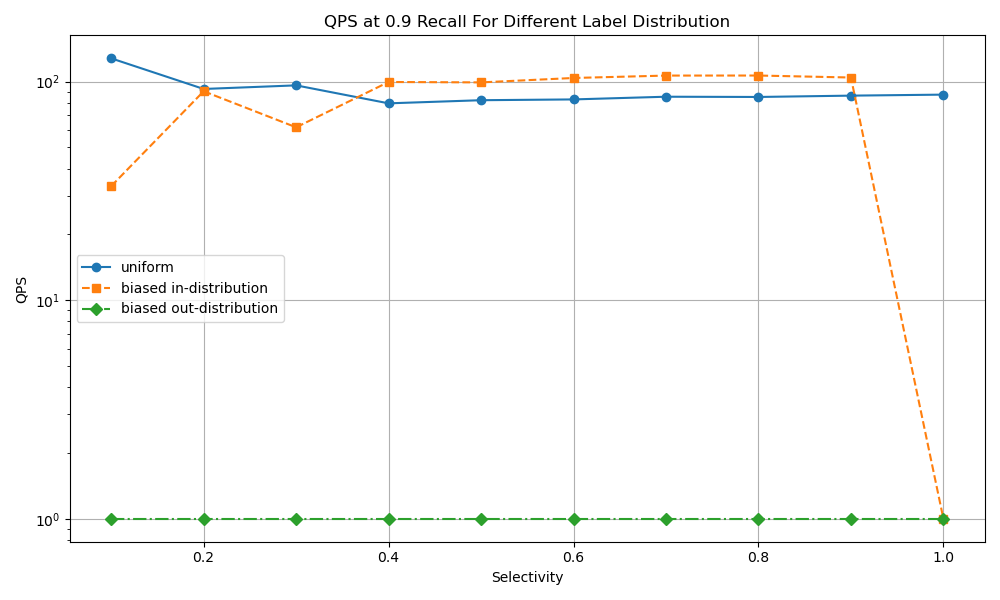 QPS at 0.9 Recall For Different Label Distribution
QPS
10²
10¹
10⁰
uniform
biased in-distribution
biased out-distribution
0.2 0.4 0.6 0.8 1.0
Selectivity